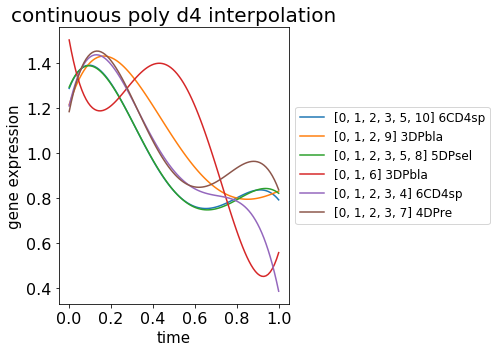 continuous poly d4 interpolation
gene expression
1.4
1.2
1.0
0.8
0.6
0.4
0.0 0.2 0.4 0.6 0.8 1.0
time
[0, 1, 2, 3, 5, 10] 6CD4sp
[0, 1, 2, 9] 3DPbla
[0, 1, 2, 3, 5, 8] 5DPsel
[0, 1, 6] 3DPbla
[0, 1, 2, 3, 4] 6CD4sp
[0, 1, 2, 3, 7] 4DPre